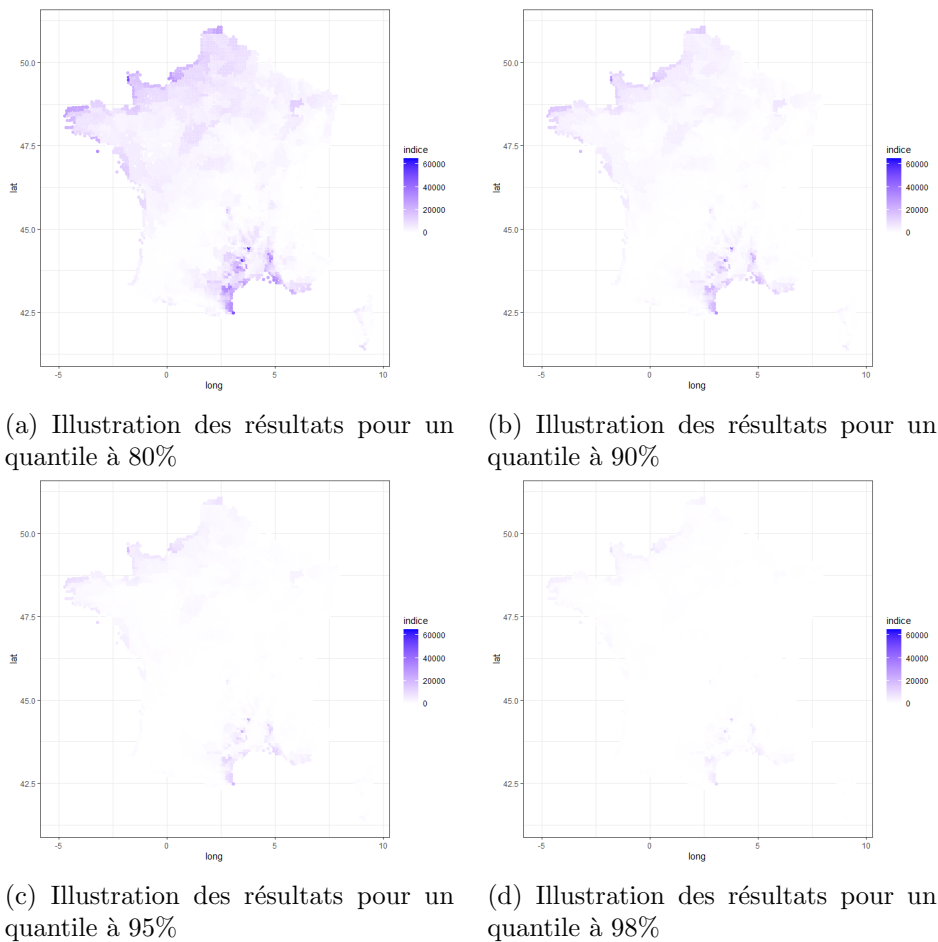 50.0
47.5
45.0
42.5
lat
-5
0
5
10
long
indice
60000
40000
20000
0
(a) Illustration des résultats pour un
quantile à 80%
50.0
47.5
45.0
42.5
lat
-5
0
5
10
long
indice
60000
40000
20000
0
(b) Illustration des résultats pour un
quantile à 90%
50.0
47.5
45.0
42.5
lat
-5
0
5
10
long
indice
60000
40000
20000
0
(c) Illustration des résultats pour un
quantile à 95%
50.0
47.5
45.0
42.5
lat
-5
0
5
10
long
indice
60000
40000
20000
0
(d) Illustration des résultats pour un
quantile à 98%